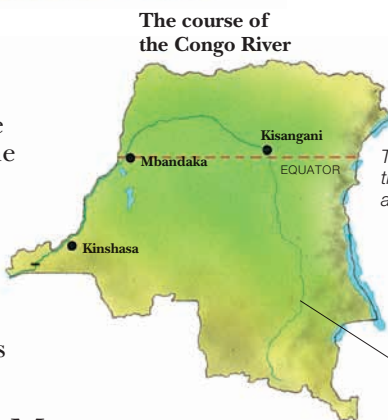 The course of
the Congo River
Kisangani
Mbandaka
EQUATOR
Kinshasa